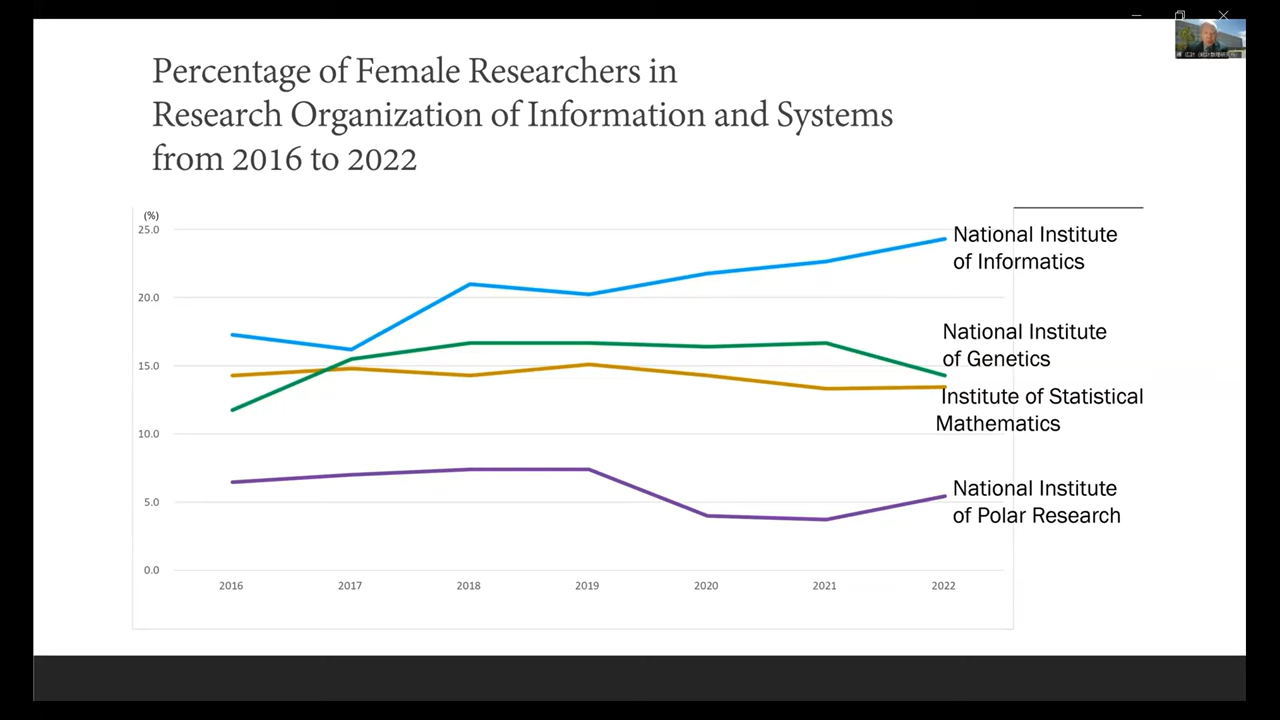 Percentage of Female Researchers in
Research Organization of Information and Systems
from 2016 to 2022
(%)
25.0
20.0
15.0
10.0
5.0
0.0
National Institute
of Informatics
National Institute
of Genetics
Institute of Statistical
Mathematics
National Institute
of Polar Research
2016 2017 2018 2019 2020 2021 2022